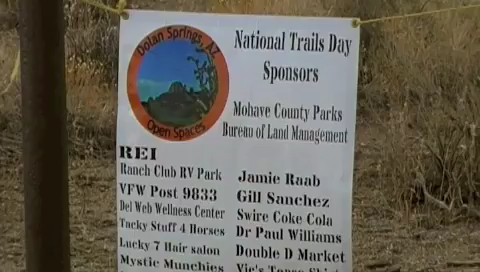 Dolan Springs, AZ
Open Spaces
National Trails Day
Sponsors
Mohave County Parks
Bureau of Land Management
REI
Ranch Club RV Park
VFW Post 9833
Del Web Wellness Center
Tacky Stuff 4 Horses
Lucky 7 Hair salon
Mystic Munchies
Jamie Raab
Gill Sanchez
Swire Coke Cola
Dr Paul Williams
Double D Market
Vic's